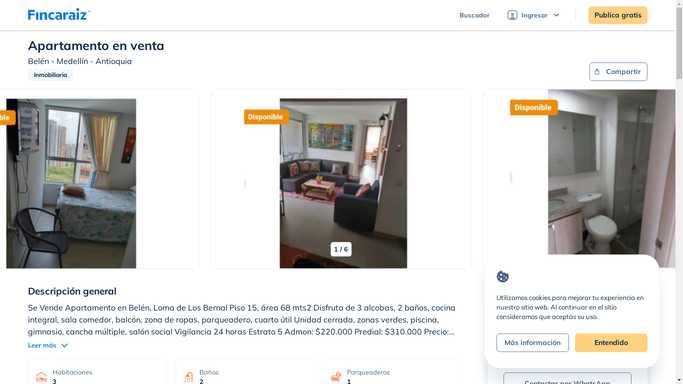 Fincaraiz
Buscador
Ingresar
Publica gratis
Apartamento en venta
Belén - Medellín - Antioquia
Inmobiliaria
Compartir
Disponible
Disponible
1 / 6
Descripción general
Se Vende Apartamento en Belén, Loma de Los Bernal Piso 15, área 68 mts2 Disfruta de 3 alcobas, 2 baños, cocina
integral, sala comedor, balcón, zona de ropas, parqueadero, cuarto útil Unidad cerrada, zonas verdes, piscina,
gimnasio, cancha múltiple, salón social Vigilancia 24 horas Estrato 5 Admon: $220.000 Predial: $310.000 Precio:...
Leer más
Habitaciones
3
Baños
2
Parqueaderos
1
Utilizamos cookies para mejorar tu experiencia en
nuestro sitio web. Al continuar en el sitio
consideramos que aceptas su uso.
Más información
Entendido
Contactar por WhatsApp